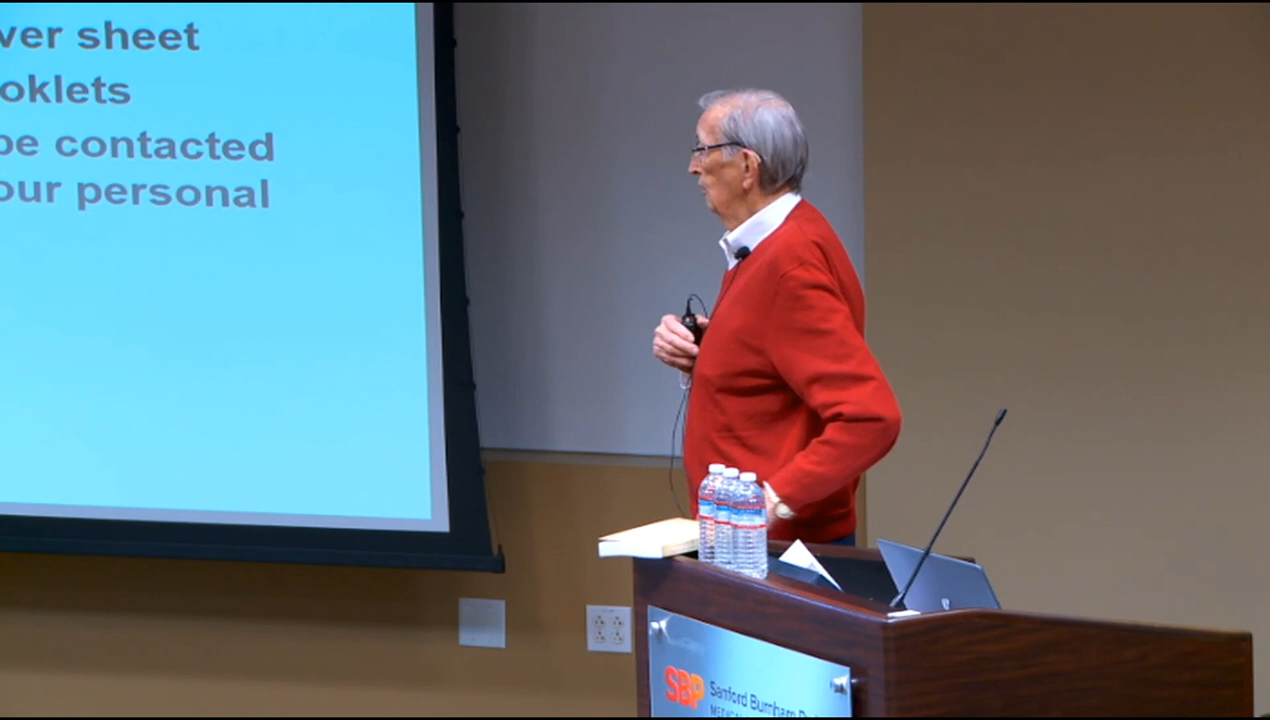 ver sheet
oklets
be contacted
our personal
SBP
Sanford Burnham